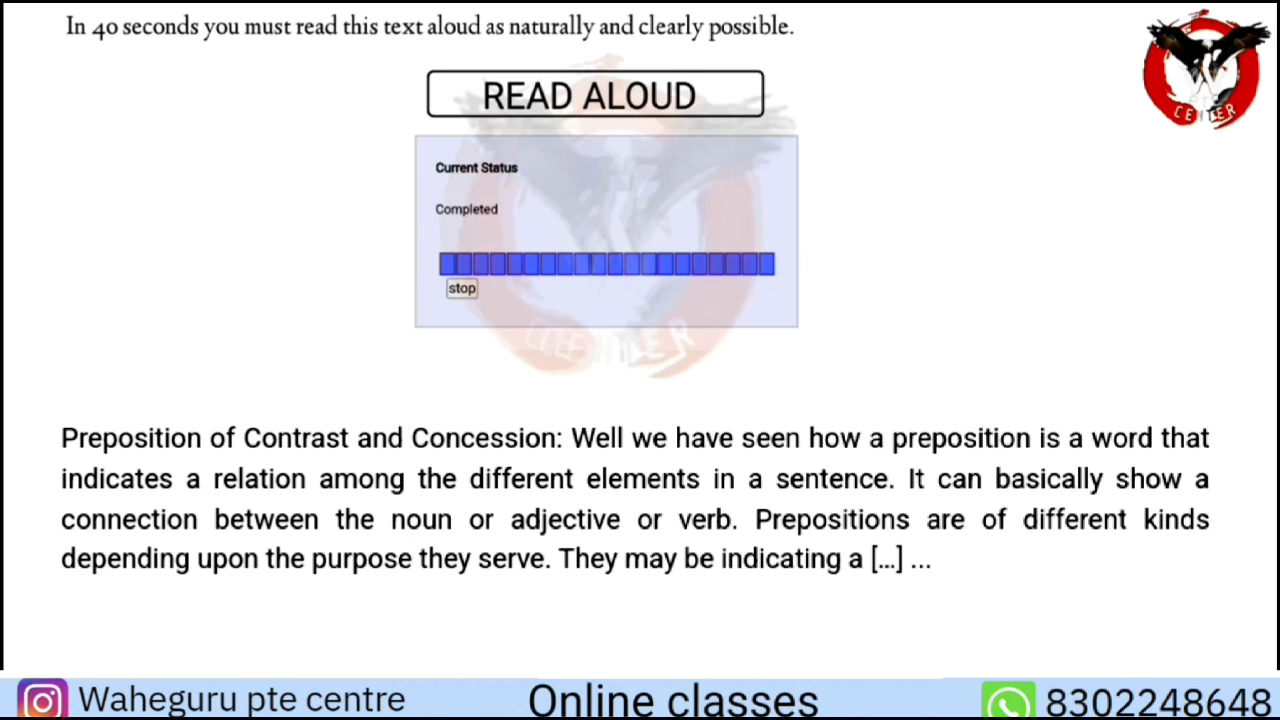 In 40 seconds you must read this text aloud as naturally and clearly possible.
CENTER
READ ALOUD
Current Status
Completed
stop
Preposition of Contrast and Concession: Well we have seen how a preposition is a word that
indicates a relation among the different elements in a sentence. It can basically show a
connection between the noun or adjective or verb. Prepositions are of different kinds
depending upon the purpose they serve. They may be indicating a [...] ...
Waheguru pte centre
Online classes
8302248648